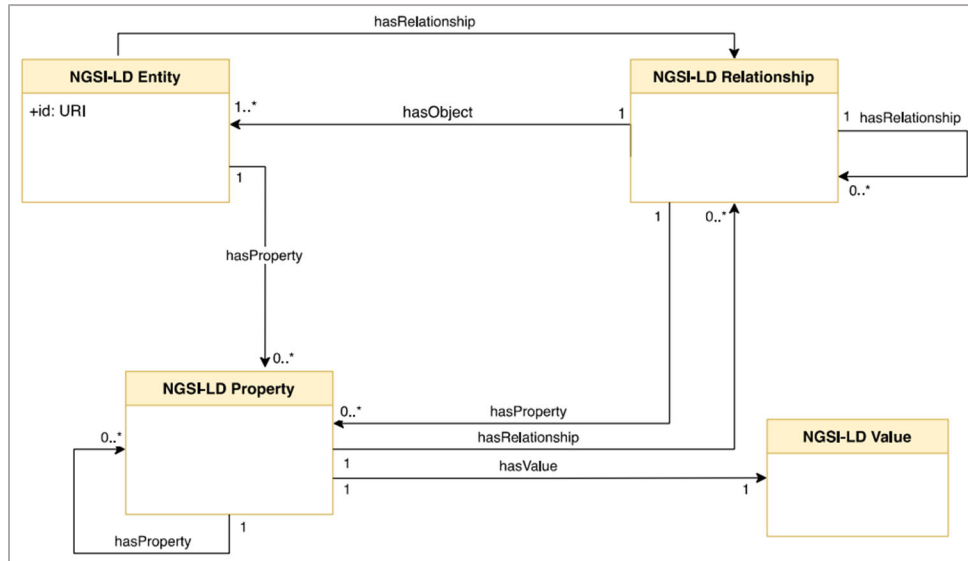 hasRelationship
NGSI-LD Entity
NGSI-LD Relationship
+id: URI
1..*
hasObject
1
1
hasRelationship
0..*
1
hasProperty
1
0..*
0..*
NGSI-LD Property
0..*
hasProperty
0..*
hasRelationship
1
hasValue
1
1
NGSI-LD Value
1
hasProperty